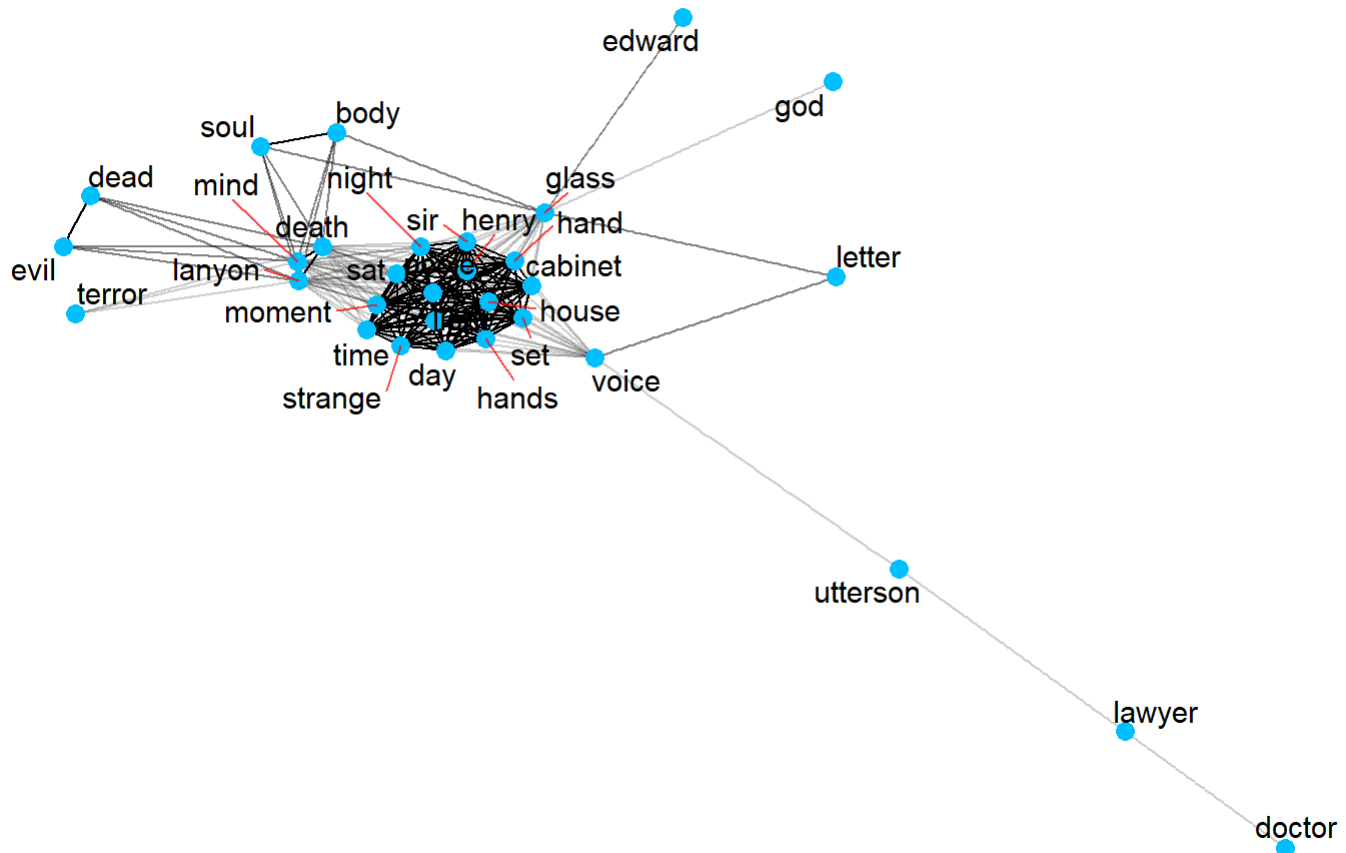 edward
god
body
soul
dead
mind
night
glass
sir
henry
hand
death
evil
lanyon
sat
cabinet
letter
terror
moment
house
time
set
day
voice
strange
hands
utterson
lawyer
doctor